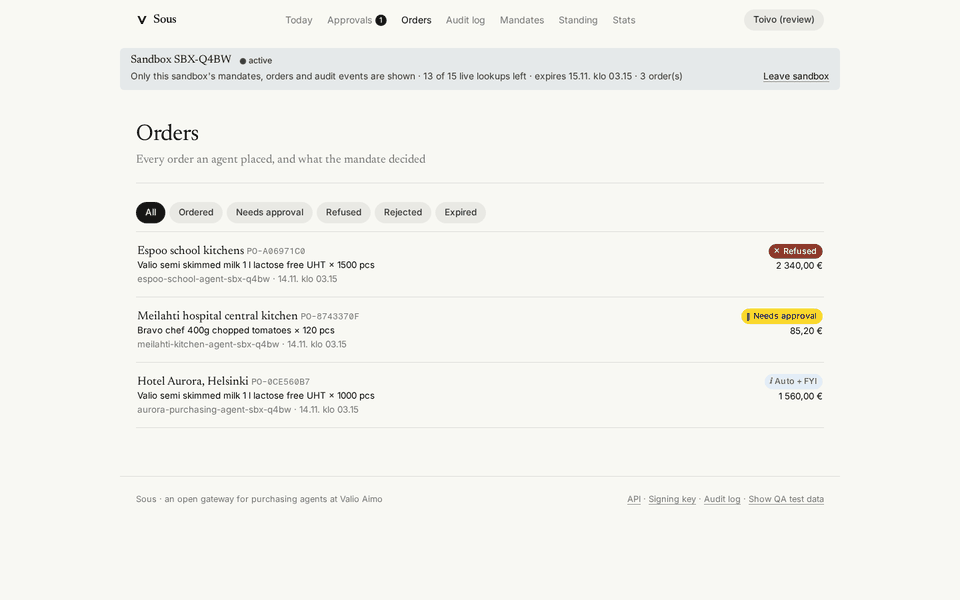 Sous
Today Approvals 1 Orders Audit log Mandates Standing Stats
Toivo (review)
Sandbox SBX-Q4BW active
Only this sandbox's mandates, orders and audit events are shown · 13 of 15 live lookups left · expires 15.11. klo 03.15 · 3 order(s)
Leave sandbox
Orders
Every order an agent placed, and what the mandate decided
All Ordered Needs approval Refused Rejected Expired
Espoo school kitchens PO-A06971C0
× Refused
Valio semi skimmed milk 1 l lactose free UHT × 1500 pcs
2 340,00 €
espoo-school-agent-sbx-q4bw · 14.11. klo 03.15
Meilahti hospital central kitchen PO-8743370F
Needs approval
Bravo chef 400g chopped tomatoes × 120 pcs
85,20 €
meilahti-kitchen-agent-sbx-q4bw · 14.11. klo 03.15
Hotel Aurora, Helsinki PO-0CE560B7
i Auto + FYI
Valio semi skimmed milk 1 l lactose free UHT × 1000 pcs
1 560,00 €
aurora-purchasing-agent-sbx-q4bw · 14.11. klo 03.15
Sous · an open gateway for purchasing agents at Valio Aimo
API · Signing key · Audit log · Show QA test data